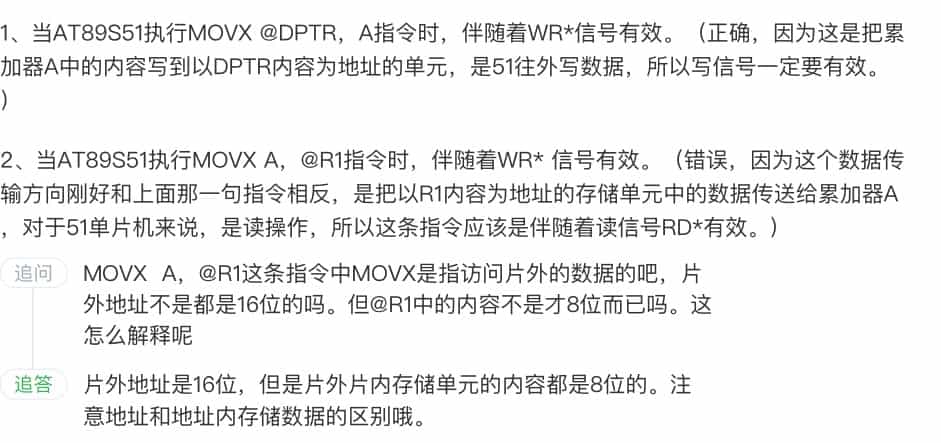 1、当AT89S51执行MOVX @DPTR，A指令时，伴随着WR*信号有效。（正确，因为这是把累
加器A中的内容写到以DPTR内容为地址的单元，是51往外写数据，所以写信号一定要有效。
）
2、当AT89S51执行MOVX A，@R1指令时，伴随着WR* 信号有效。（错误，因为这个数据传
输方向刚好和上面那一句指令相反，是把以R1内容为地址的存储单元中的数据传送给累加器A
，对于51单片机来说，是读操作，所以这条指令应该是伴随着读信号RD*有效。）
追问 MOVX  A，@R1这条指令中MOVX是指访问片外的数据的吧，片
外地址不是都是16位的吗。但@R1中的内容不是才8位而已吗。这
怎么解释呢
追答 片外地址是16位，但是片外片内存储单元的内容都是8位的。注
意地址和地址内存储数据的区别哦。